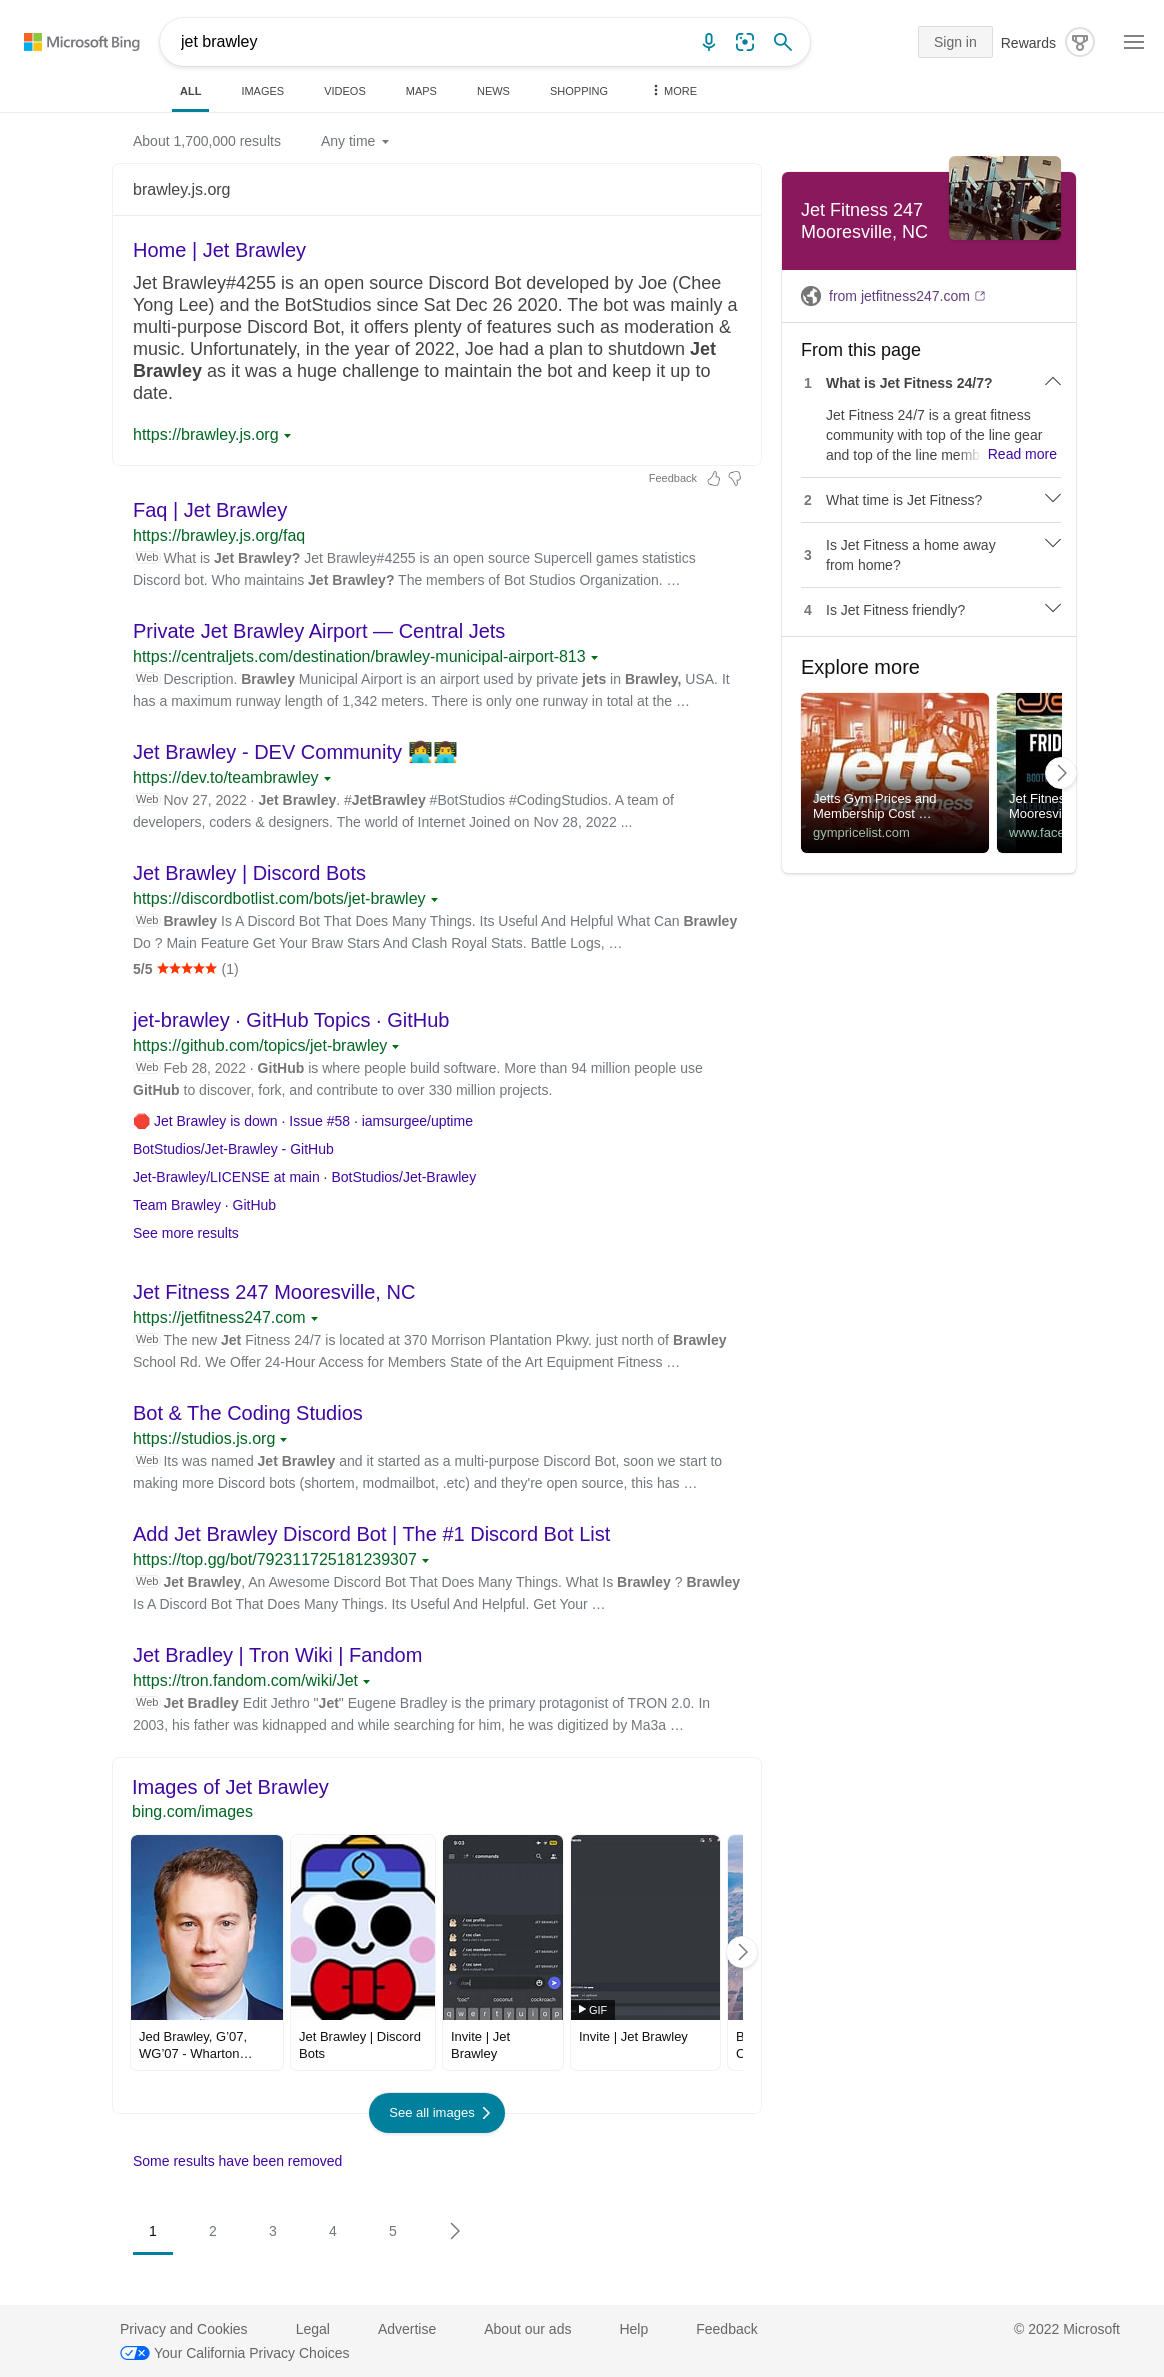 Microsoft Bing
jet brawley
Sign in
Rewards
ALL
IMAGES
VIDEOS
MAPS
NEWS
SHOPPING
MORE
About 1,700,000 results
Any time
brawley.js.org
Home | Jet Brawley
Jet Brawley#4255 is an open source Discord Bot developed by Joe (Chee
Yong Lee) and the BotStudios since Sat Dec 26 2020. The bot was mainly a
multi-purpose Discord Bot, it offers plenty of features such as moderation &
music. Unfortunately, in the year of 2022, Joe had a plan to shutdown Jet
Brawley as it was a huge challenge to maintain the bot and keep it up to
date.
https://brawley.js.org
Feedback
Faq | Jet Brawley
https://brawley.js.org/faq
Web What is Jet Brawley? Jet Brawley#4255 is an open source Supercell games statistics
Discord bot. Who maintains Jet Brawley? The members of Bot Studios Organization. …
Private Jet Brawley Airport — Central Jets
https://centraljets.com/destination/brawley-municipal-airport-813
Web Description. Brawley Municipal Airport is an airport used by private jets in Brawley, USA. It
has a maximum runway length of 1,342 meters. There is only one runway in total at the …
Jet Brawley - DEV Community 👩‍💻👨‍💻
https://dev.to/teambrawley
Web Nov 27, 2022 · Jet Brawley. #JetBrawley #BotStudios #CodingStudios. A team of
developers, coders & designers. The world of Internet Joined on Nov 28, 2022 ...
Jet Brawley | Discord Bots
https://discordbotlist.com/bots/jet-brawley
Web Brawley Is A Discord Bot That Does Many Things. Its Useful And Helpful What Can Brawley
Do ? Main Feature Get Your Braw Stars And Clash Royal Stats. Battle Logs, …
5/5 ★★★★★ (1)
jet-brawley · GitHub Topics · GitHub
https://github.com/topics/jet-brawley
Web Feb 28, 2022 · GitHub is where people build software. More than 94 million people use
GitHub to discover, fork, and contribute to over 330 million projects.
🛑 Jet Brawley is down · Issue #58 · iamsurgee/uptime
BotStudios/Jet-Brawley - GitHub
Jet-Brawley/LICENSE at main · BotStudios/Jet-Brawley
Team Brawley · GitHub
See more results
Jet Fitness 247 Mooresville, NC
https://jetfitness247.com
Web The new Jet Fitness 24/7 is located at 370 Morrison Plantation Pkwy. just north of Brawley
School Rd. We Offer 24-Hour Access for Members State of the Art Equipment Fitness …
Bot & The Coding Studios
https://studios.js.org
Web Its was named Jet Brawley and it started as a multi-purpose Discord Bot, soon we start to
making more Discord bots (shortem, modmailbot, .etc) and they're open source, this has …
Add Jet Brawley Discord Bot | The #1 Discord Bot List
https://top.gg/bot/792311725181239307
Web Jet Brawley, An Awesome Discord Bot That Does Many Things. What Is Brawley ? Brawley
Is A Discord Bot That Does Many Things. Its Useful And Helpful. Get Your …
Jet Bradley | Tron Wiki | Fandom
https://tron.fandom.com/wiki/Jet
Web Jet Bradley Edit Jethro "Jet" Eugene Bradley is the primary protagonist of TRON 2.0. In
2003, his father was kidnapped and while searching for him, he was digitized by Ma3a …
Images of Jet Brawley
bing.com/images
9:03
commands
/ coc profile
JET BRAWLEY
/ coc clan
JET BRAWLEY
/ coc members
JET BRAWLEY
/ coc save
JET BRAWLEY
/coc
"coc" coconut cockroach
q w e r t y u i o p
GIF
Jed Brawley, G'07,
WG'07 - Wharton…
Jet Brawley | Discord
Bots
Invite | Jet
Brawley
Invite | Jet Brawley
B
C
See all images
Some results have been removed
1
2
3
4
5
Jet Fitness 247
Mooresville, NC
from jetfitness247.com
From this page
1 What is Jet Fitness 24/7?
Jet Fitness 24/7 is a great fitness
community with top of the line gear
and top of the line memb Read more
2 What time is Jet Fitness?
3 Is Jet Fitness a home away
from home?
4 Is Jet Fitness friendly?
Explore more
jetts
24 hour fitness
Jetts Gym Prices and
Membership Cost …
gympricelist.com
FRID
BOOT
Jet Fitnes
Mooresvi
www.face
Privacy and Cookies
Legal
Advertise
About our ads
Help
Feedback
© 2022 Microsoft
Your California Privacy Choices